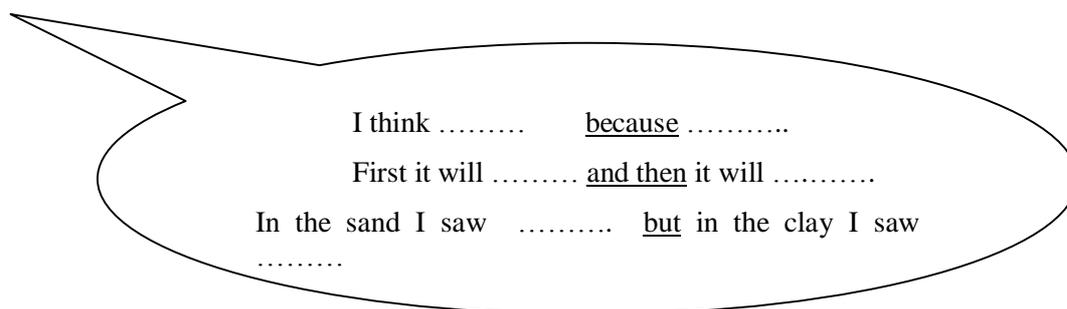 I think ……… because ………..
First it will ……… and then it will ….…….
In the sand I saw ………. but in the clay I saw
………